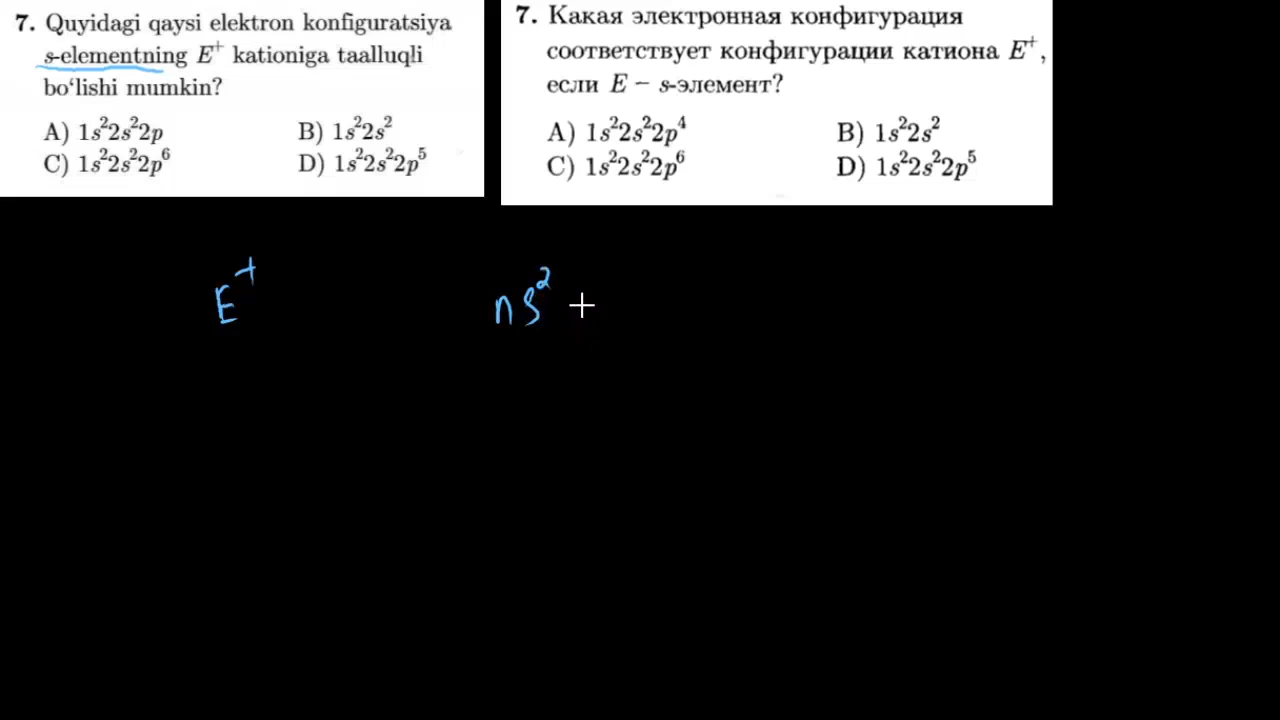 7. Quyidagi qaysi elektron konfiguratsiya
s-elementning E⁺ kationiga taalluqli
bo‘lishi mumkin?
A) 1s²2s²2p B) 1s²2s²
C) 1s²2s²2p⁶ D) 1s²2s²2p⁵
7. Какая электронная конфигурация
соответствует конфигурации катиона E⁺,
если E – s-элемент?
A) 1s²2s²2p⁴ B) 1s²2s²
C) 1s²2s²2p⁶ D) 1s²2s²2p⁵
E⁺ ns²